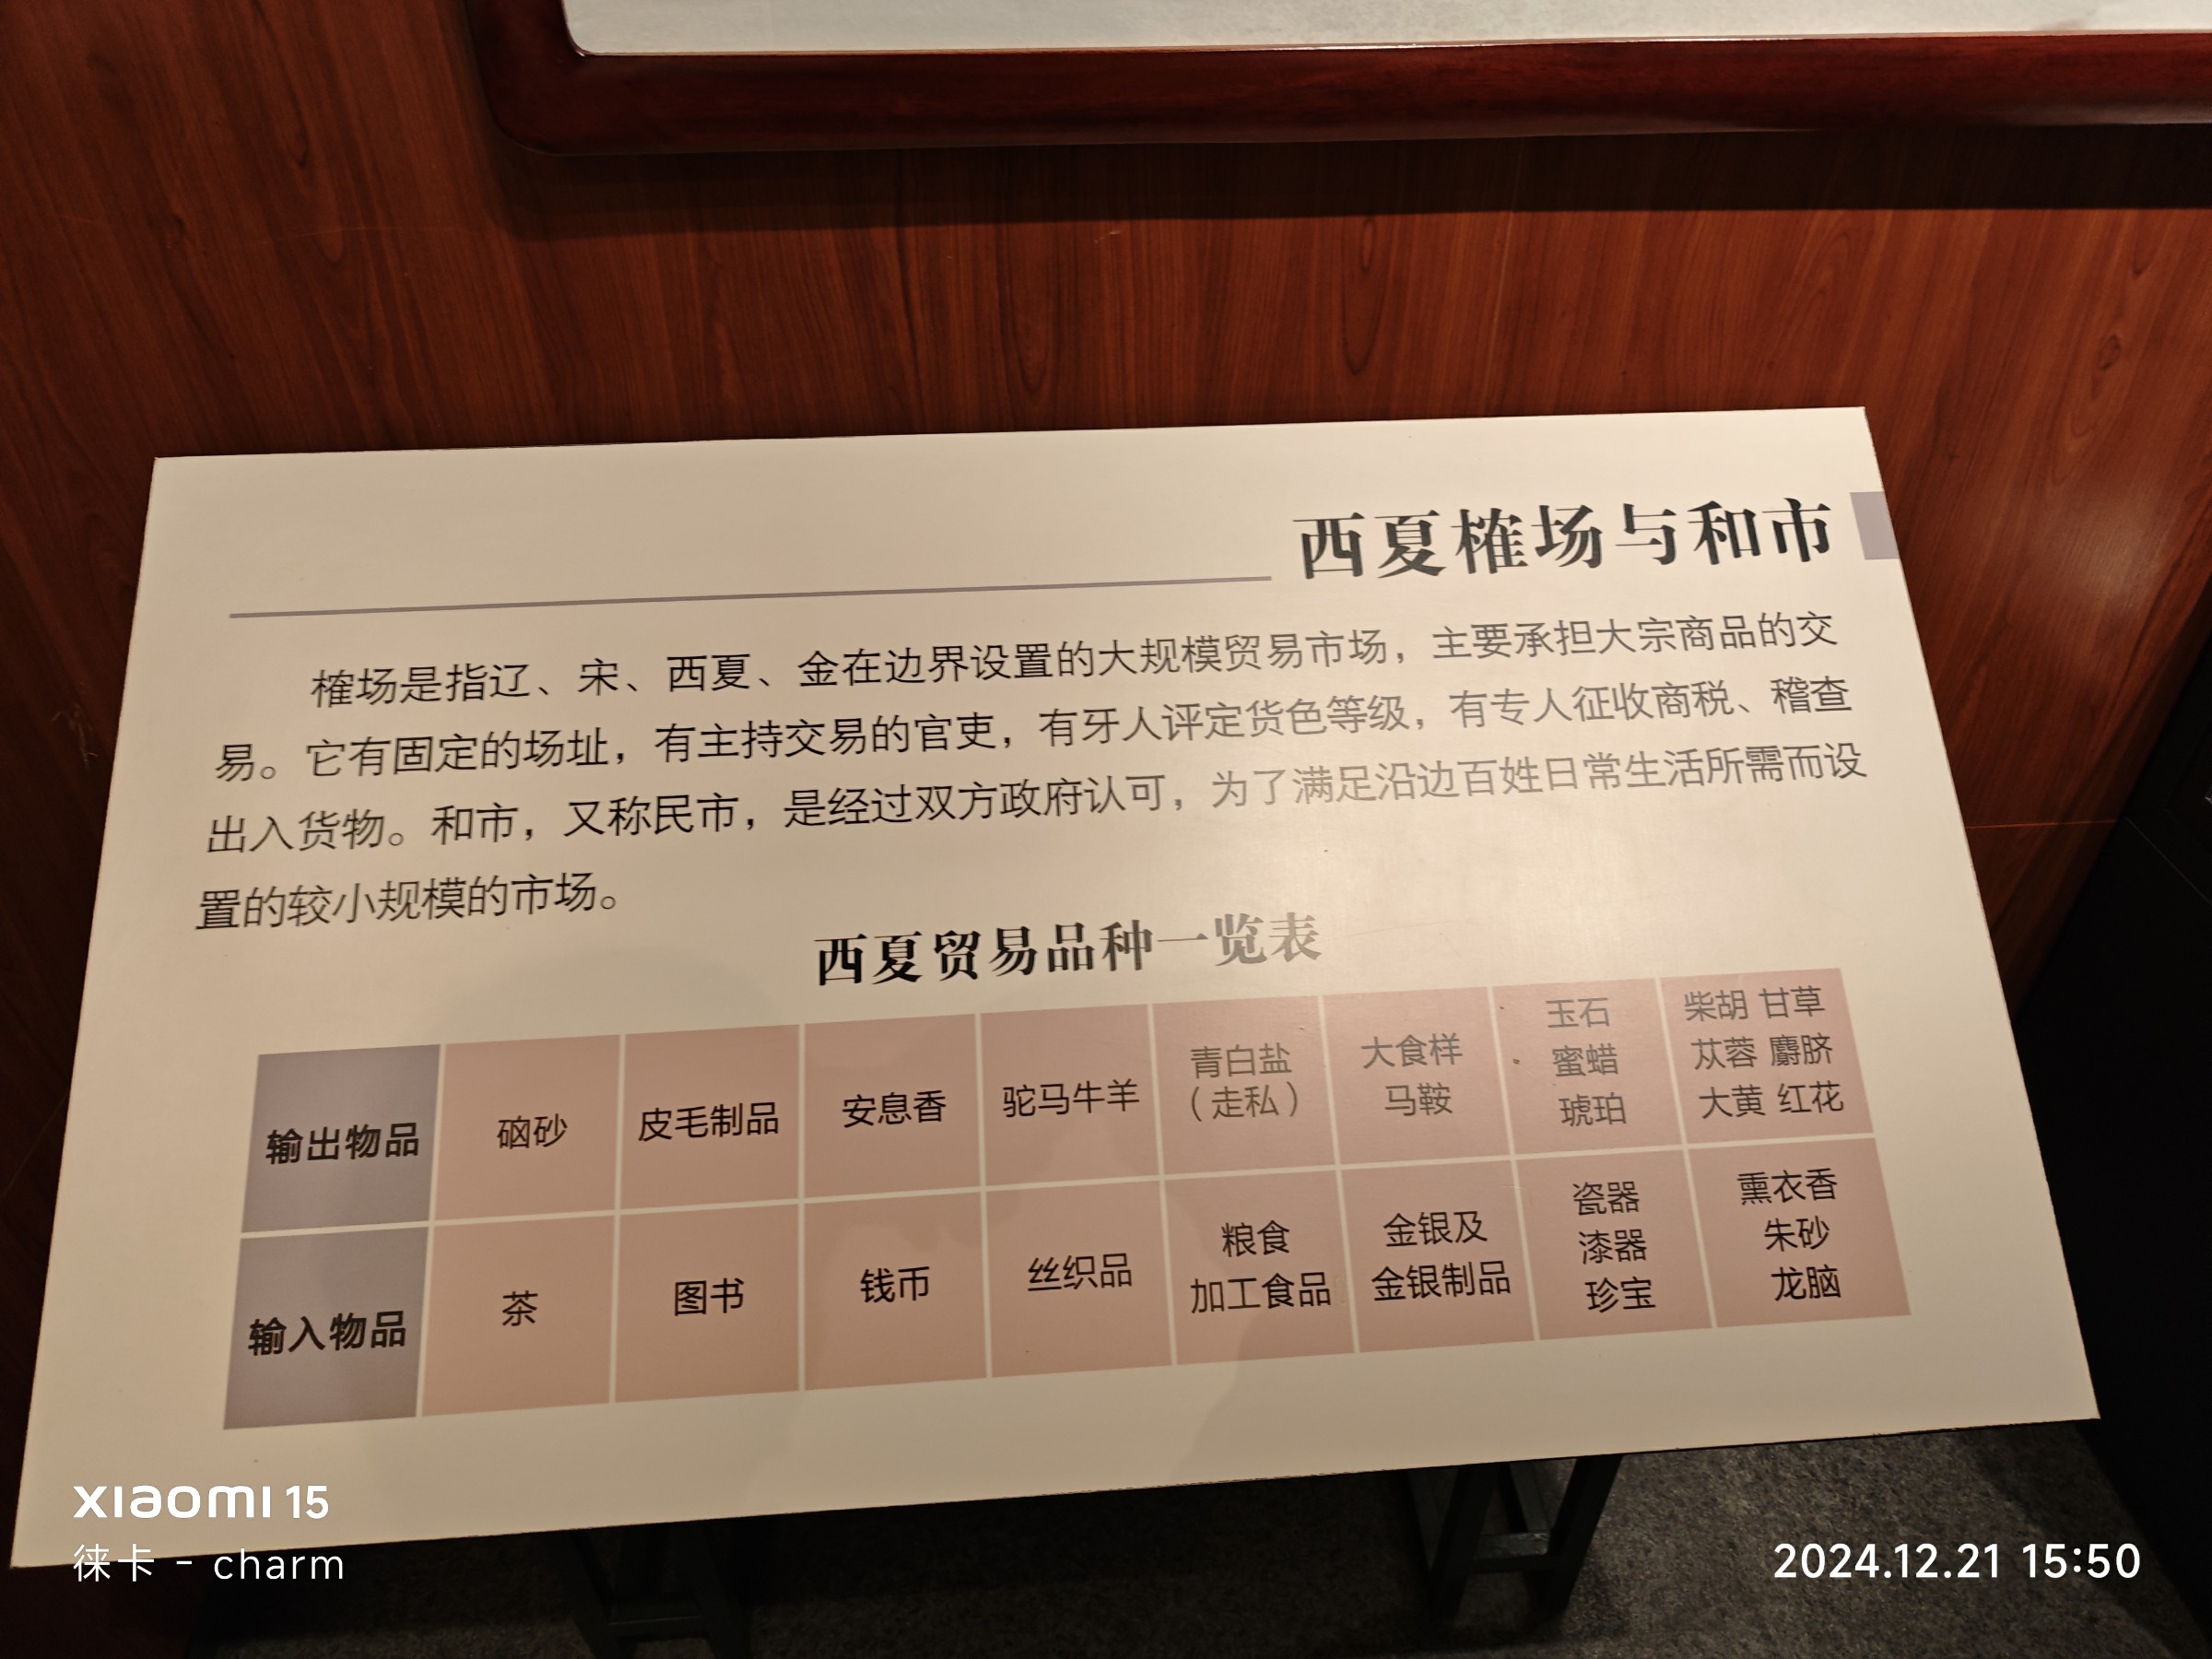 西夏榷场与和市
榷场是指辽、宋、西夏、金在边界设置的大规模贸易市场，主要承担大宗商品的交
易。它有固定的场址，有主持交易的官吏，有牙人评定货色等级，有专人征收商税、稽查
出入货物。和市，又称民市，是经过双方政府认可，为了满足沿边百姓日常生活所需而设
置的较小规模的市场。
西夏贸易品种一览表
输出物品
硇砂
皮毛制品
安息香
驼马牛羊
青白盐
（走私）
大食样
马鞍
玉石
蜜蜡
琥珀
柴胡 甘草
苁蓉 麝脐
大黄 红花
输入物品
茶
图书
钱币
丝织品
粮食
加工食品
金银及
金银制品
瓷器
漆器
珍宝
熏衣香
朱砂
龙脑
xiaomi 15
徕卡 - charm
2024.12.21 15:50